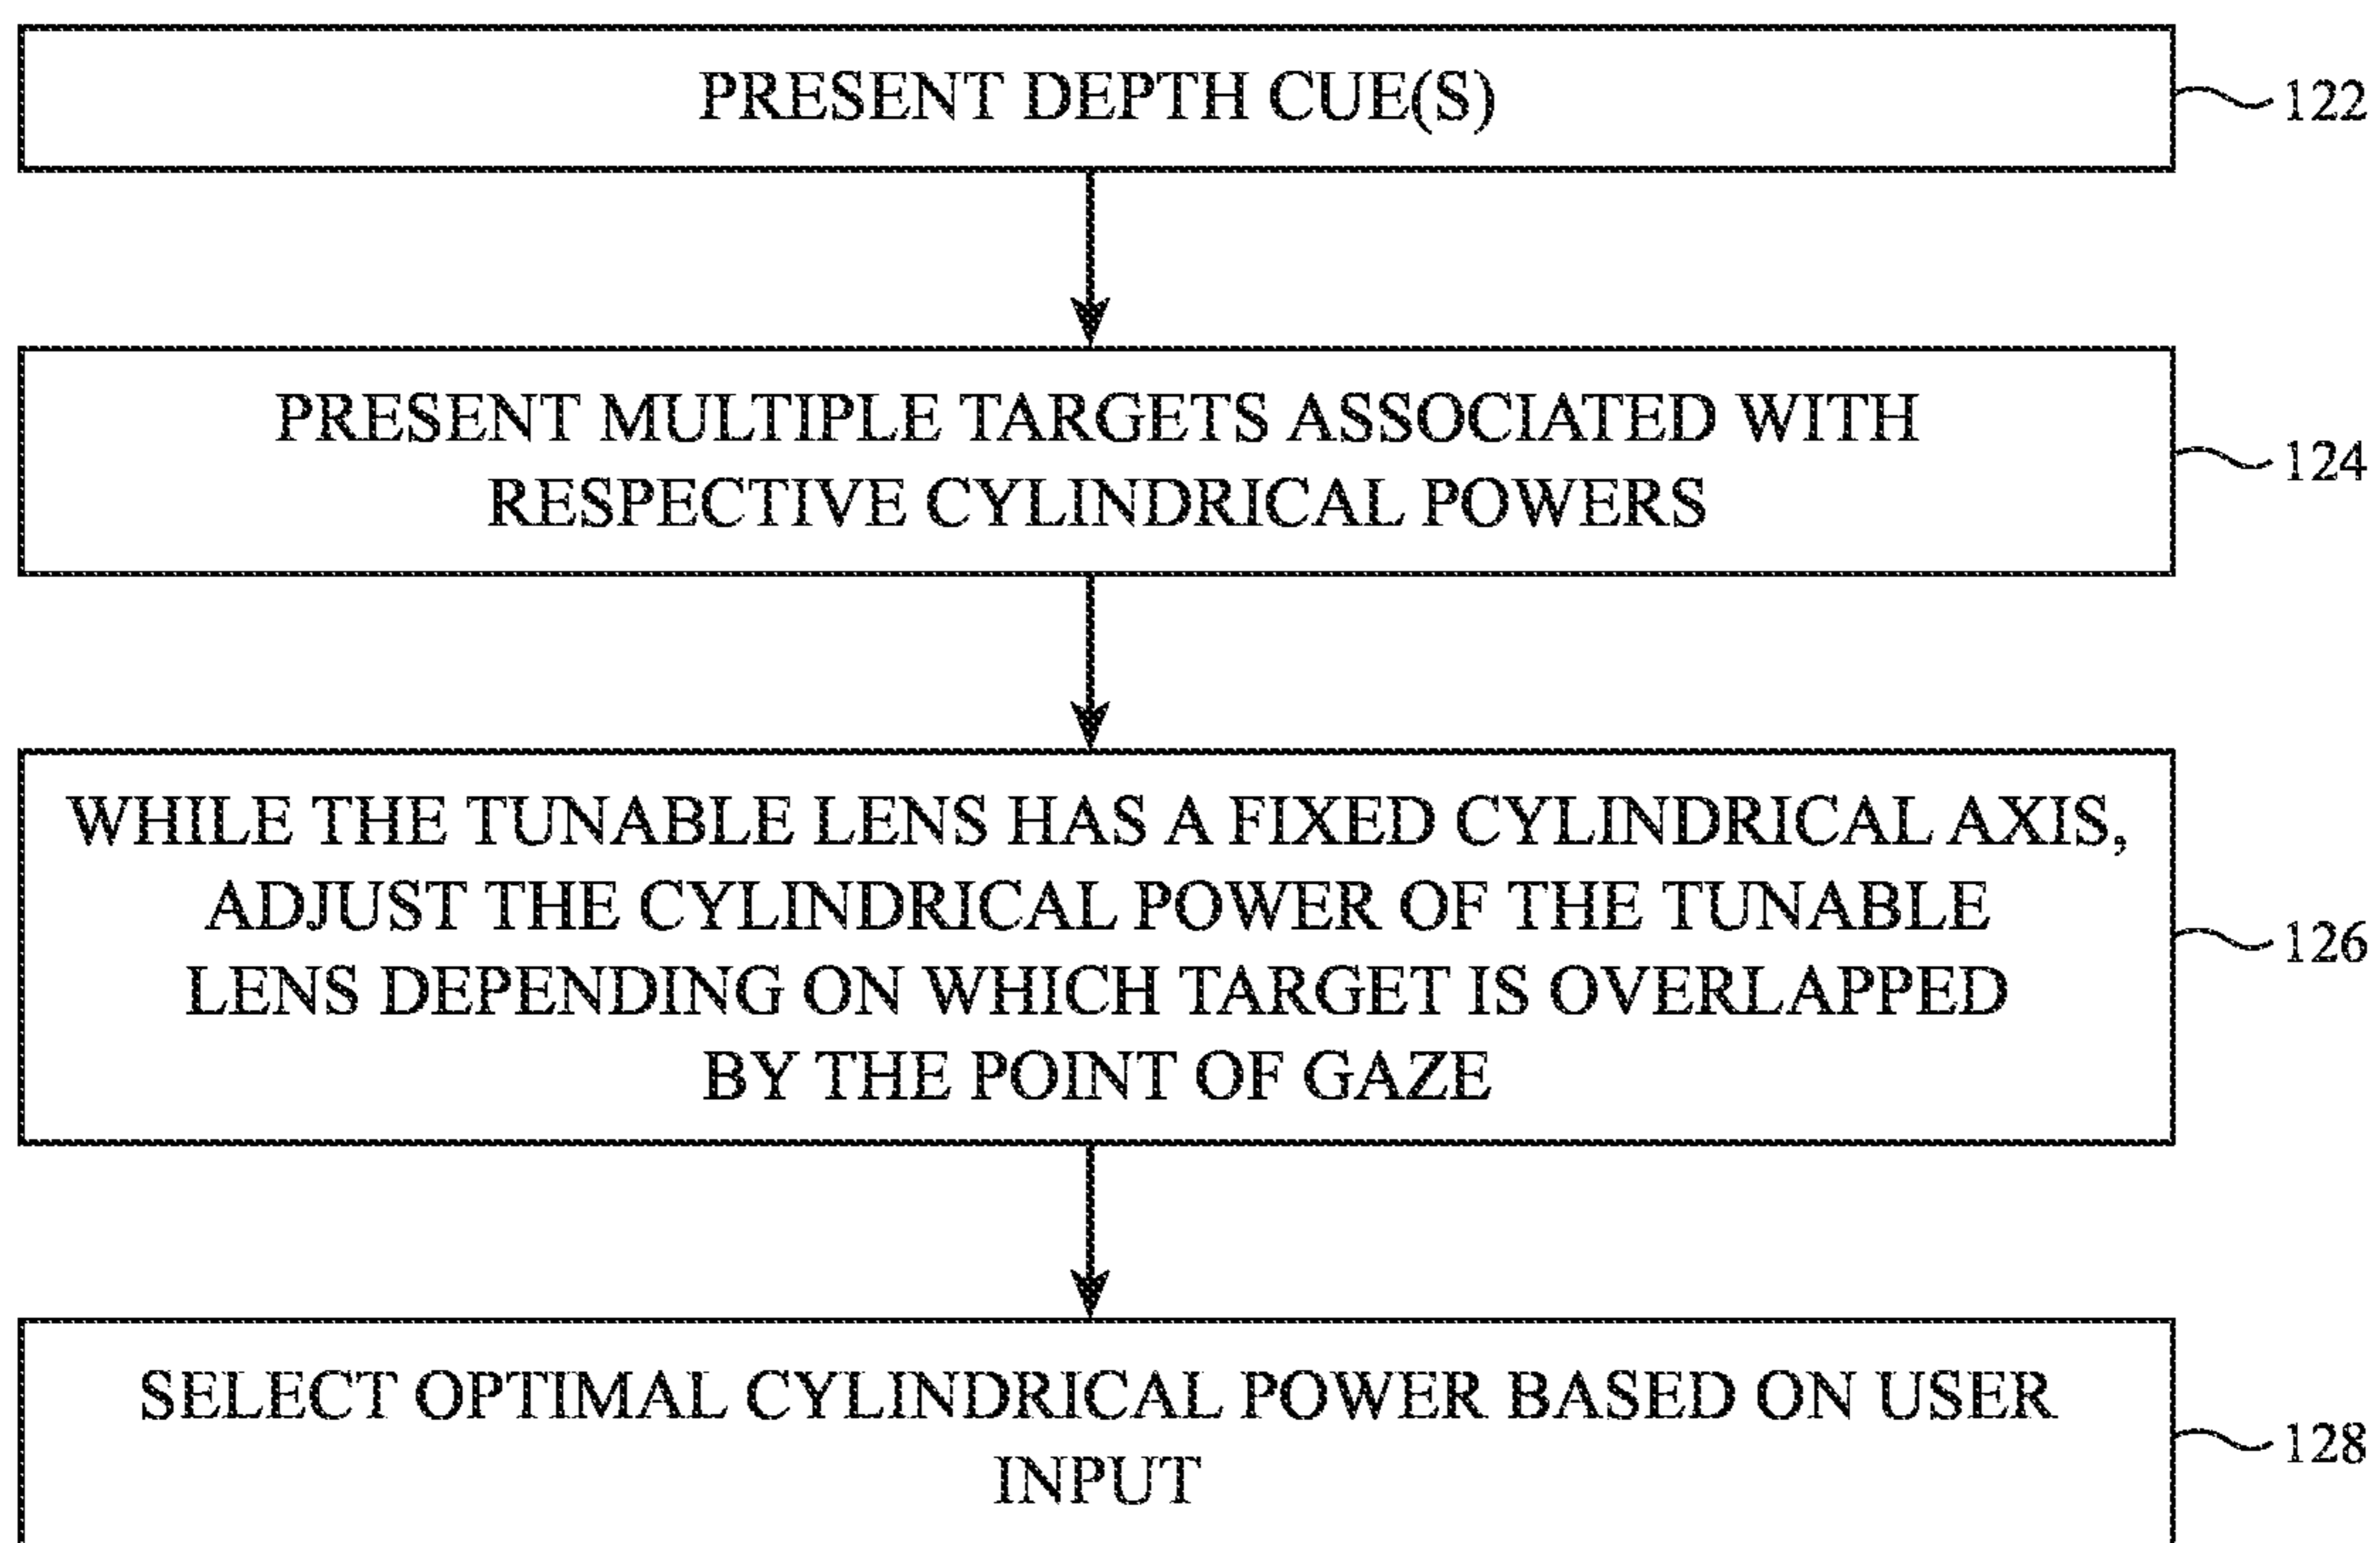 PRESENT DEPTH CUE(S)
122
PRESENT MULTIPLE TARGETS ASSOCIATED WITH
RESPECTIVE CYLINDRICAL POWERS
124
WHILE THE TUNABLE LENS HAS A FIXED CYLINDRICAL AXIS,
ADJUST THE CYLINDRICAL POWER OF THE TUNABLE
LENS DEPENDING ON WHICH TARGET IS OVERLAPPED
BY THE POINT OF GAZE
126
SELECT OPTIMAL CYLINDRICAL POWER BASED ON USER
INPUT
128